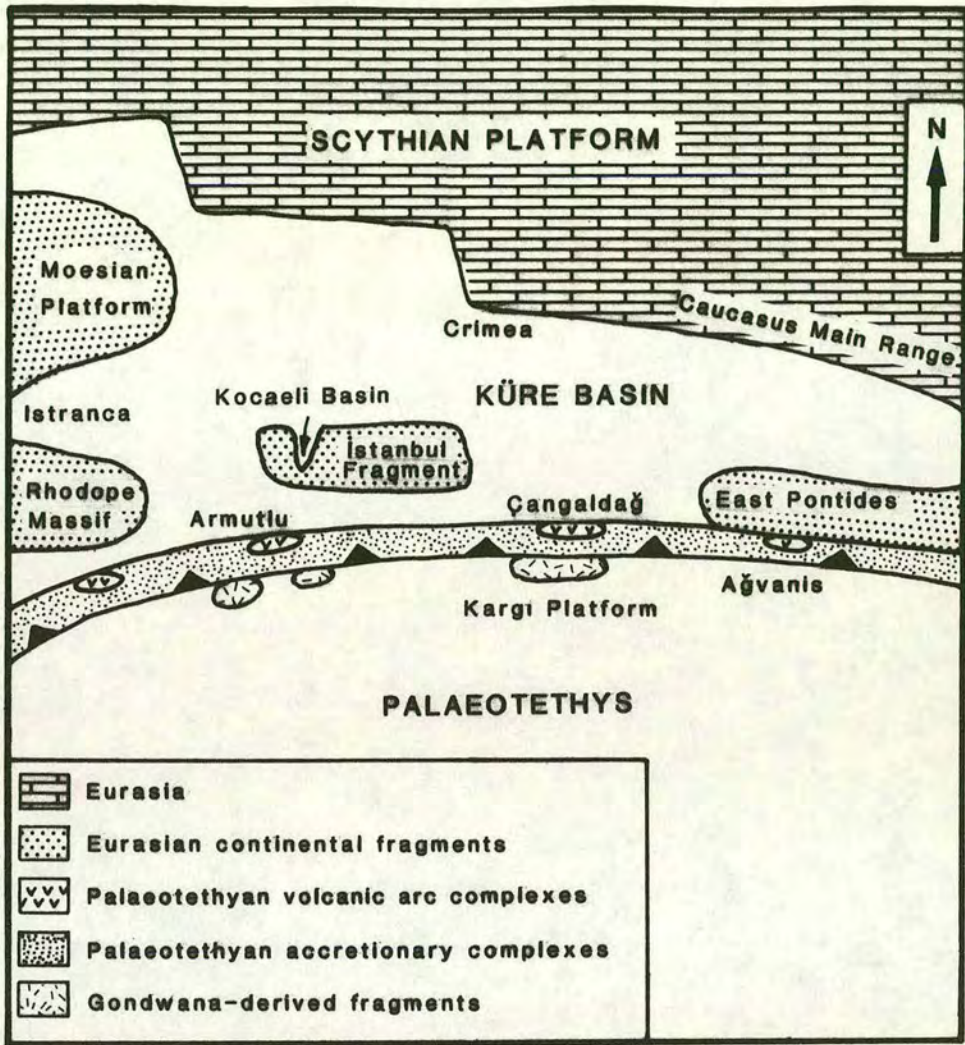 SCYTHIAN PLATFORM
N
Moesian
Platform
Caucasus Main Range
Crimea
Kocaeli Basin
KÜRE BASIN
Istranca
İstanbul
Fragment
Rhodope
Massif
Armutlu
Çangaldağ
East Pontides
Kargı Platform
Ağvanis
PALAEOTETHYS
Eurasia
Eurasian continental fragments
Palaeotethyan volcanic arc complexes
Palaeotethyan accretionary complexes
Gondwana-derived fragments